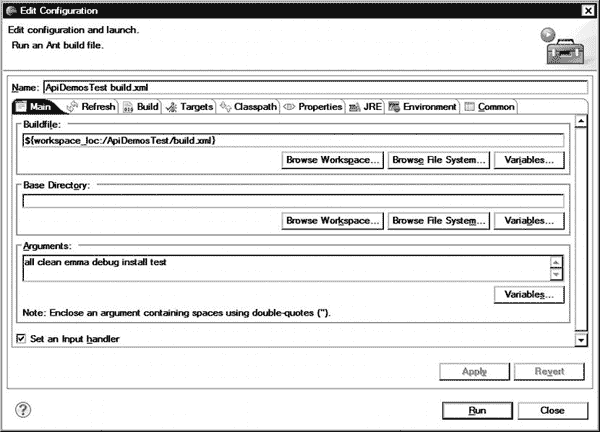 Edit Configuration
Edit configuration and launch.
Run an Ant build file.
Name: ApiDemosTest build.xml
Main Refresh Build Targets Classpath Properties JRE Environment Common
Buildfile:
${workspace_loc:/ApiDemosTest/build.xml}
Browse Workspace... Browse File System... Variables...
Base Directory:
Browse Workspace... Browse File System... Variables...
Arguments:
all clean emma debug install test
Variables...
Note: Enclose an argument containing spaces using double-quotes (").
Set an Input handler
Apply Revert
? Run Close